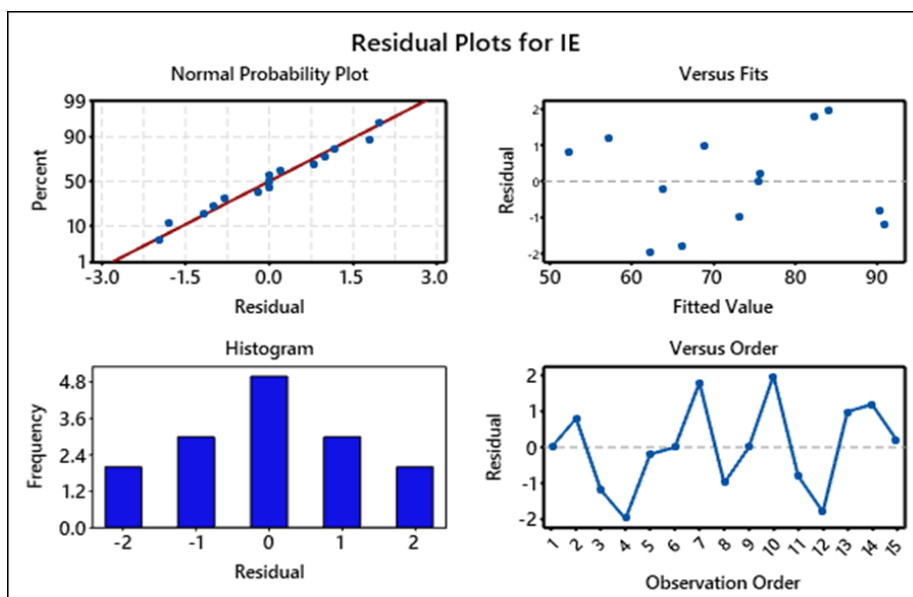 Residual Plots for IE
Normal Probability Plot
99
90
50
10
1
Percent
-3.0 -1.5 0.0 1.5 3.0
Residual
Versus Fits
2
1
0
-1
-2
Residual
50 60 70 80 90
Fitted Value
Histogram
4.8
3.6
2.4
1.2
0.0
Frequency
-2 -1 0 1 2
Residual
Versus Order
2
1
0
-1
-2
Residual
1 2 3 4 5 6 7 8 9 10 11 12 13 14 15
Observation Order